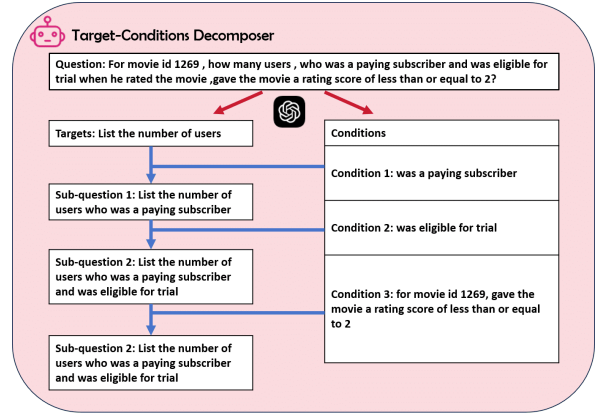 Target-Conditions Decomposer
Question: For movie id 1269 , how many users , who was a paying subscriber and was eligible for
trial when he rated the movie ,gave the movie a rating score of less than or equal to 2?
Targets: List the number of users
Conditions
Condition 1: was a paying subscriber
Sub-question 1: List the number of
users who was a paying subscriber
Condition 2: was eligible for trial
Sub-question 2: List the number of
users who was a paying subscriber
and was eligible for trial
Condition 3: for movie id 1269, gave the
movie a rating score of less than or equal
to 2
Sub-question 2: List the number of
users who was a paying subscriber
and was eligible for trial